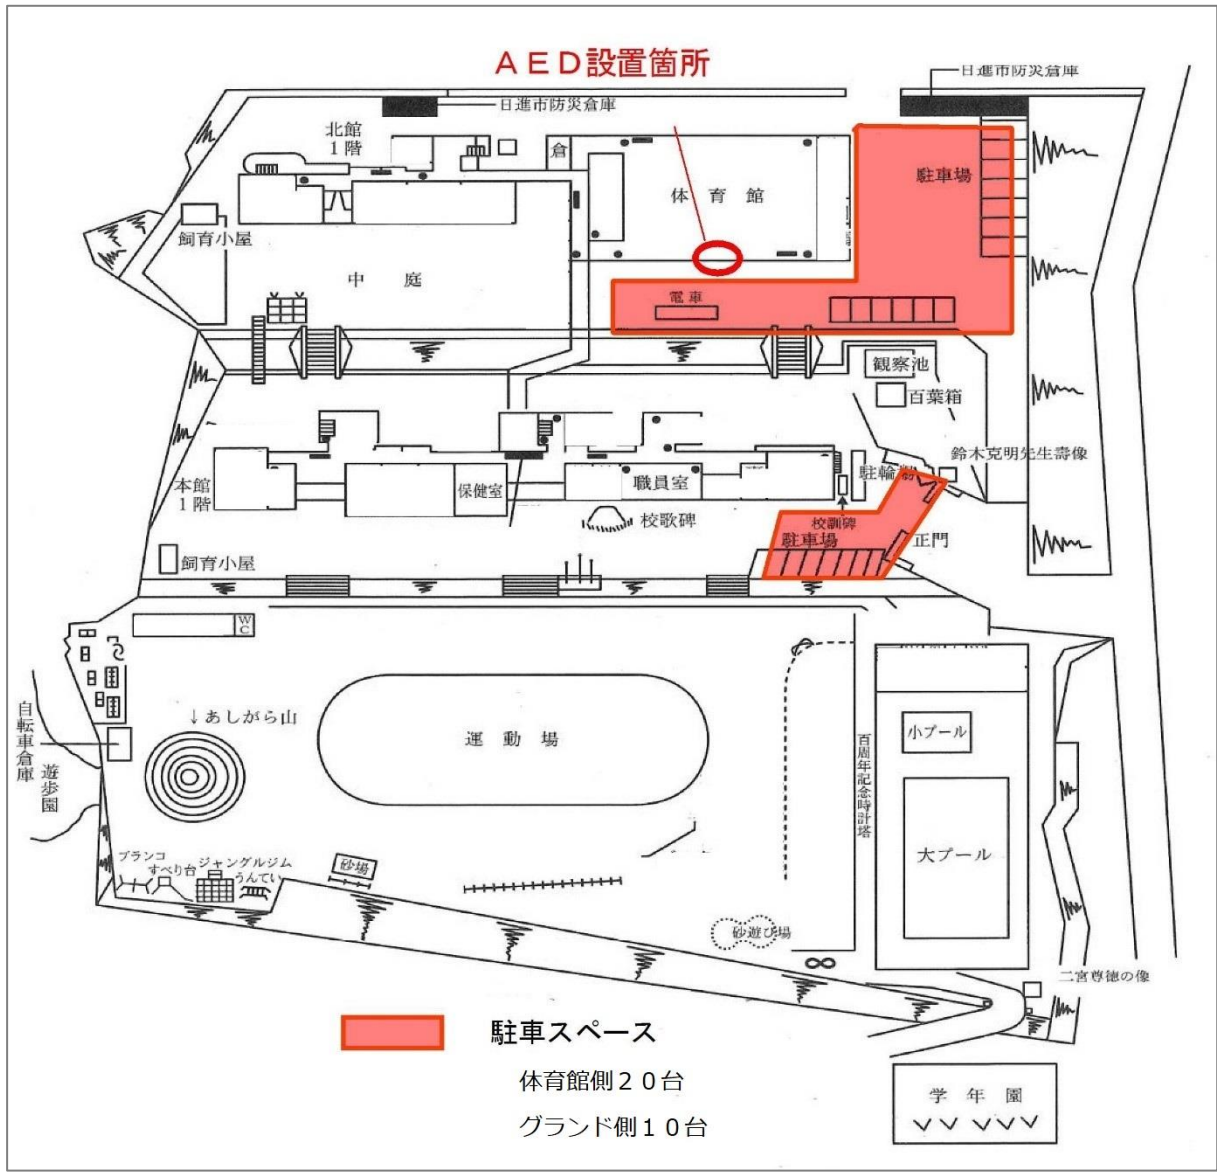 ＡＥＤ設置箇所
日進市防災倉庫
日進市防災倉庫
北館
１階
倉
体育館
駐車場
飼育小屋
中庭
電車
観察池
百葉箱
鈴木克明先生壽像
駐輪場
本館
１階
保健室
職員室
校歌碑
校訓碑
駐車場
正門
飼育小屋
WC
↓あしがら山
自転車倉庫
遊歩園
運動場
百周年記念時計塔
小プール
大プール
ブランコ
すべり台
ジャングルジム
うんてい
砂場
砂遊び場
二宮尊徳の像
駐車スペース
体育館側２０台
グランド側１０台
学年園